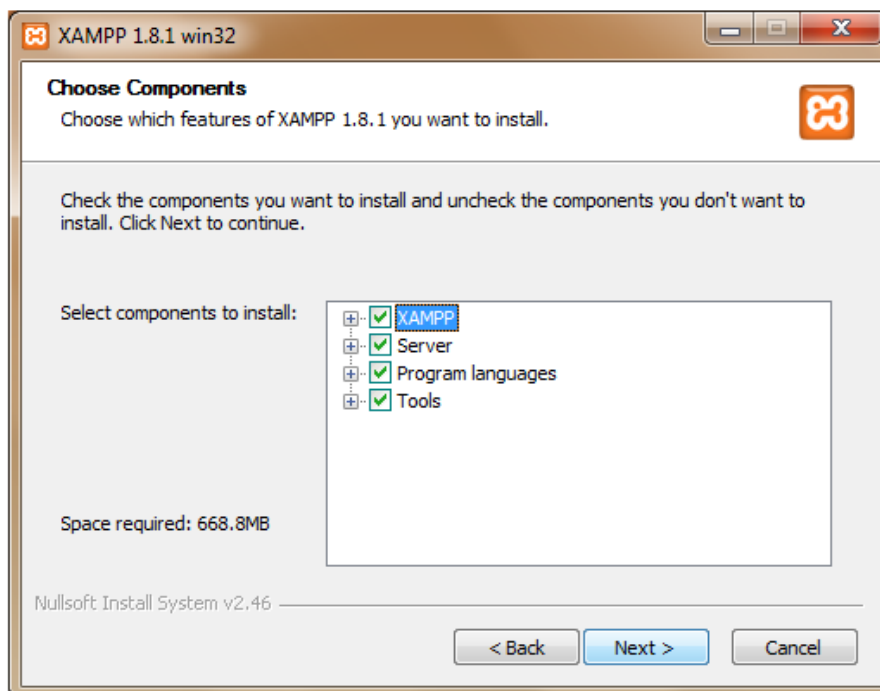 XAMPP 1.8.1 win32
Choose Components
Choose which features of XAMPP 1.8.1 you want to install.
Check the components you want to install and uncheck the components you don't want to
install. Click Next to continue.
Select components to install:
XAMPP
Server
Program languages
Tools
Space required: 668.8MB
Nullsoft Install System v2.46
< Back
Next >
Cancel